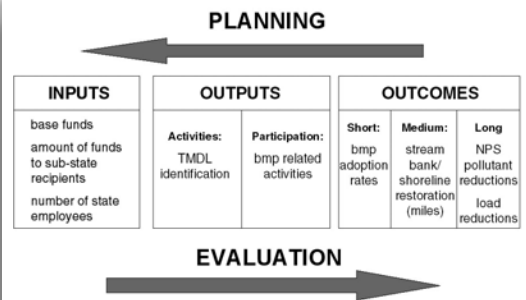 PLANNING
INPUTS
base funds
amount of funds
to sub-state
recipients
number of state
employees
OUTPUTS
Activities:
TMDL
identification
Participation:
bmp related
activities
OUTCOMES
Short:
bmp
adoption
rates
Medium:
stream
bank/
shoreline
restoration
(miles)
Long
NPS
pollutant
reductions
load
reductions
EVALUATION